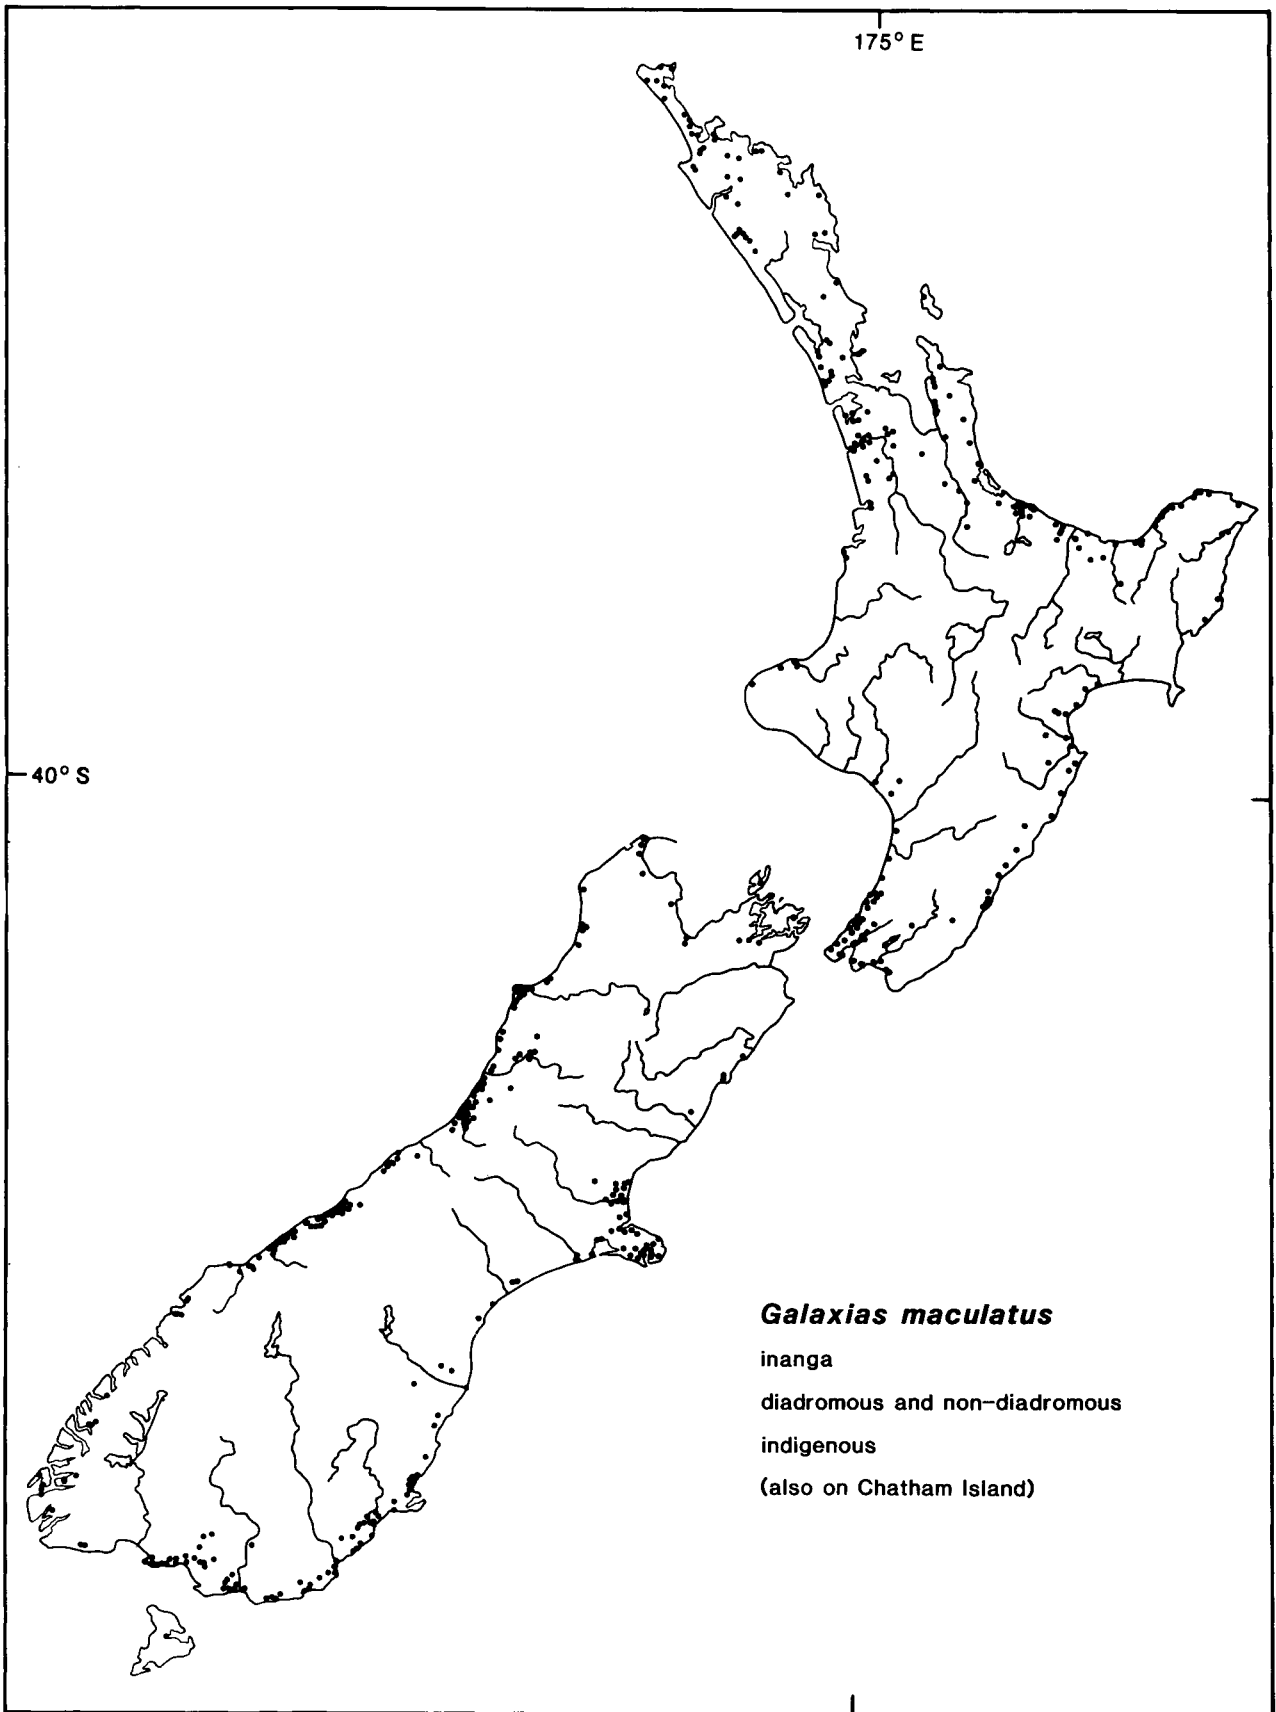 175° E
40° S
Galaxias maculatus
inanga
diadromous and non-diadromous
indigenous
(also on Chatham Island)